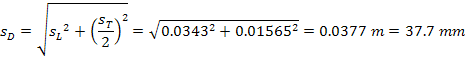 s_D = √(s_L² + (s_T/2)²) = √(0.0343² + 0.01565²) = 0.0377 m = 37.7 mm